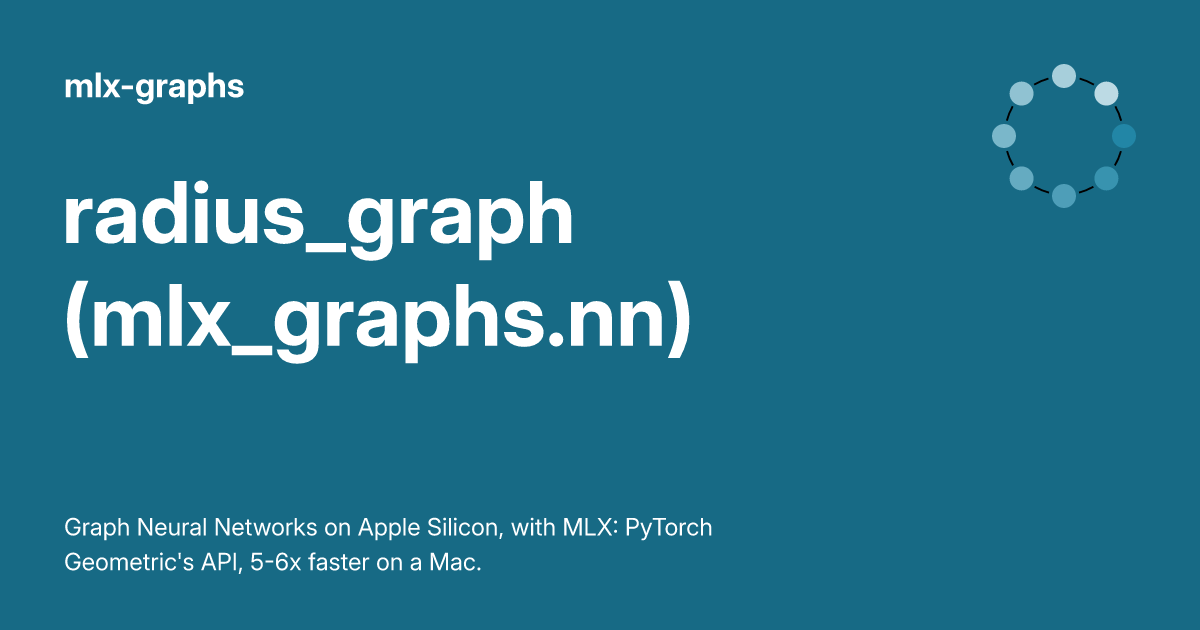 mlx-graphs
radius_graph
(mlx_graphs.nn)
Graph Neural Networks on Apple Silicon, with MLX: PyTorch
Geometric's API, 5-6x faster on a Mac.